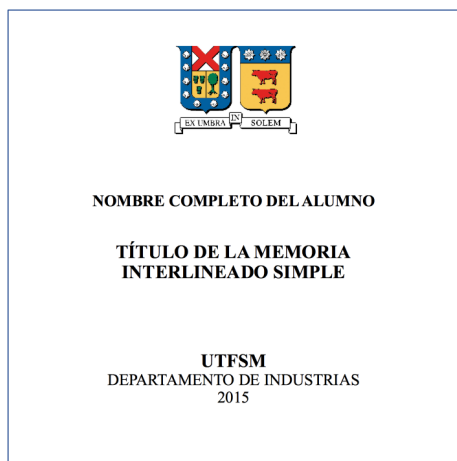 EX UMBRA IN SOLEM
NOMBRE COMPLETO DEL ALUMNO
TÍTULO DE LA MEMORIA
INTERLINEADO SIMPLE
UTFSM
DEPARTAMENTO DE INDUSTRIAS
2015